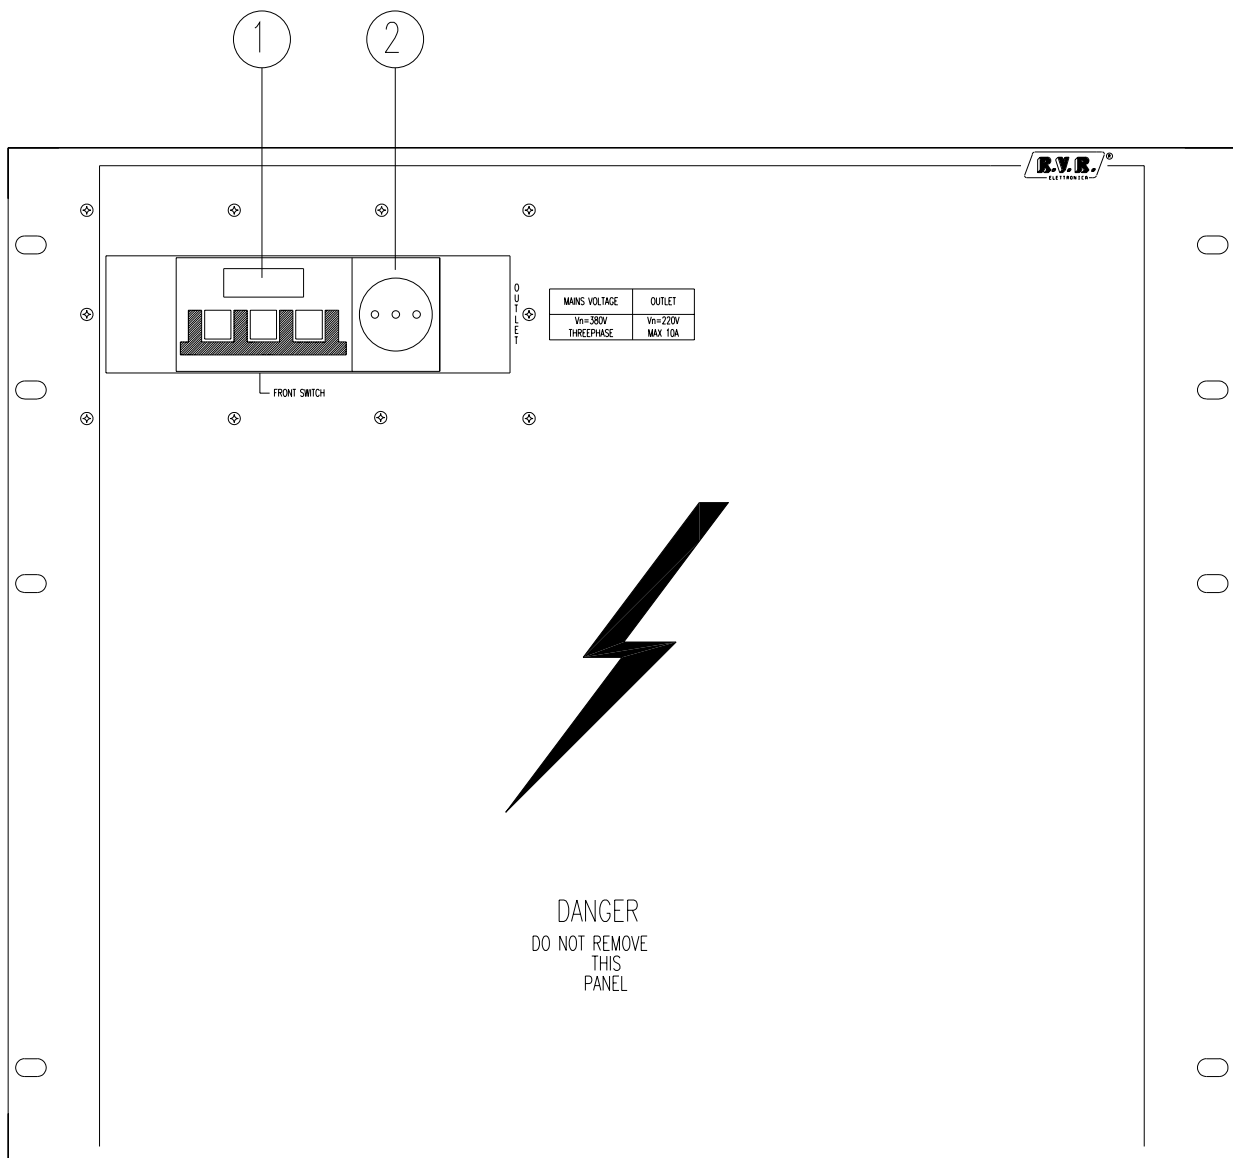 1
2
R.V.R.®
ELETTRONICA
OUTLET
MAINS VOLTAGE OUTLET
Vn=380V Vn=220V
THREEPHASE MAX 10A
FRONT SWITCH
DANGER
DO NOT REMOVE
THIS
PANEL